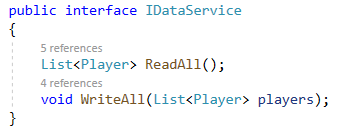 public interface IDataService
{
5 references
List<Player> ReadAll();
4 references
void WriteAll(List<Player> players);
}